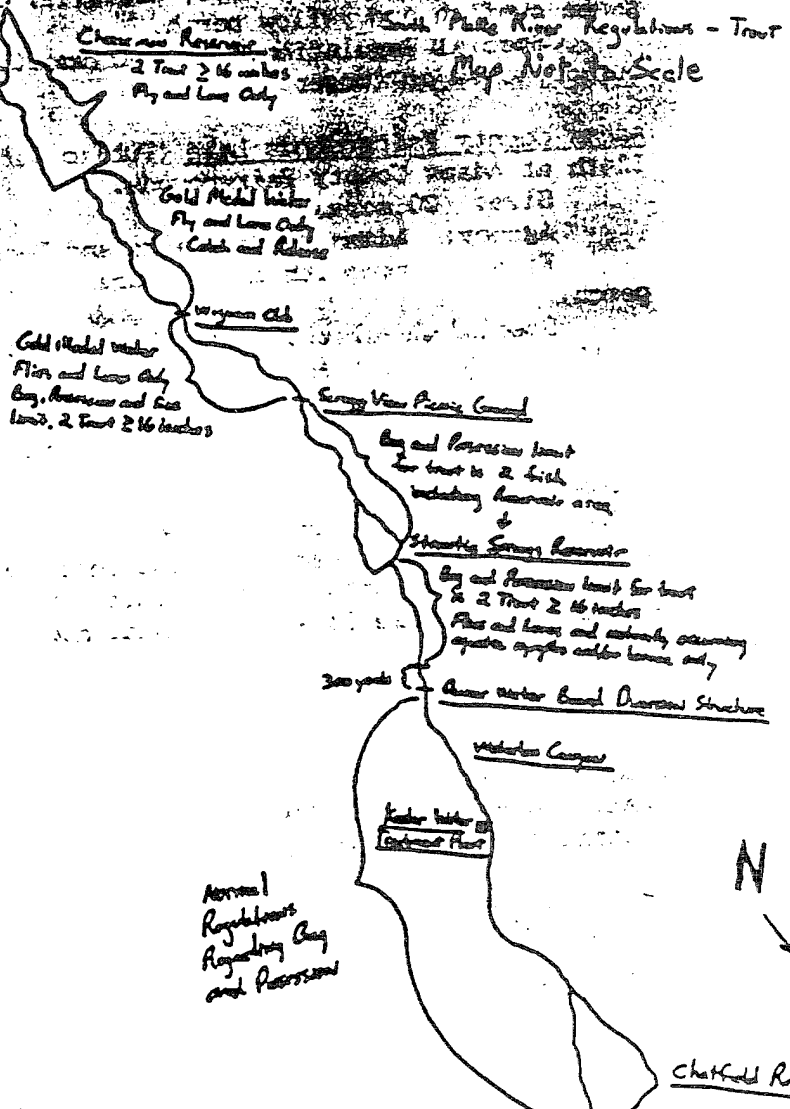 South Platte River Regulations - Trout
Map Not to Scale
Cheesman Reservoir
2 Trout ≥ 16 inches
Fly and Lure Only
Gold Medal Water
Fly and Lure Only
Catch and Release
Wigwam Club
Gold Medal Water
Flies and Lures Only
Bag, Possession and Size
Limit, 2 Trout ≥ 16 inches
Scraggy View Picnic Ground
Bag and Possession Limit
for trout is 2 fish
including Reservoir area
Strontia Springs Reservoir
Bag and Possession limit for trout
is 2 Trout ≥ 16 inches
Flies and Lures and naturally occurring
aquatic nymphs and/or larvae only
300 yards
Water Board Diversion Structure
Waterton Canyon
Water
Treatment Plant
N
Normal
Regulations
Regarding Bag
and Possession
Chatfield R